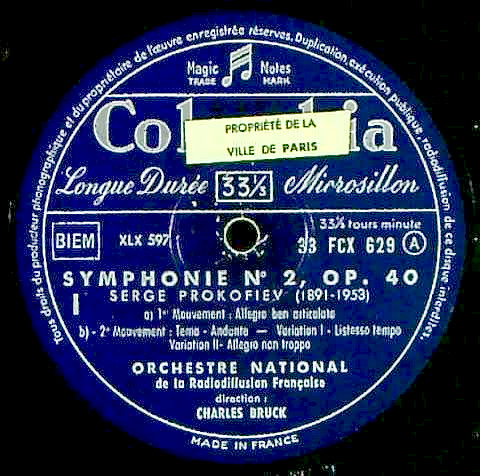 Tous droits du producteur phonographique et du propriétaire de l'œuvre enregistrée réservés. Duplication, exécution publique, radiodiffusion de ce disque interdites.
Magic Notes
TRADE MARK
Col bia
PROPRIÉTÉ DE LA
VILLE DE PARIS
Longue Durée 33⅓ Microsillon
33⅓ tours minute
BIEM XLX 597 33 FCX 629 A
SYMPHONIE Nº 2, OP. 40
I SERGE PROKOFIEV (1891-1953)
a) 1er Mouvement : Allegro ben articolato
b) - 2e Mouvement : Tema - Andante — Variation I - Listesso tempo
Variation II - Allegro non troppo
ORCHESTRE NATIONAL
de la Radiodiffusion Française
direction :
CHARLES BRUCK
MADE IN FRANCE